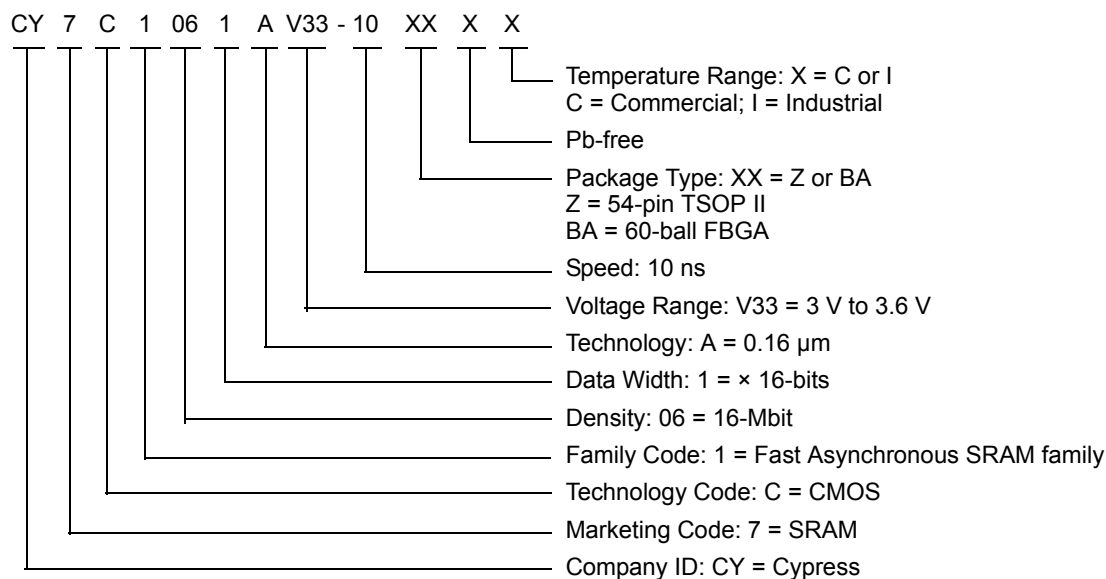 CY 7 C 1 06 1 A V33 - 10 XX X X
Temperature Range: X = C or I
C = Commercial; I = Industrial
Pb-free
Package Type: XX = Z or BA
Z = 54-pin TSOP II
BA = 60-ball FBGA
Speed: 10 ns
Voltage Range: V33 = 3 V to 3.6 V
Technology: A = 0.16 µm
Data Width: 1 = × 16-bits
Density: 06 = 16-Mbit
Family Code: 1 = Fast Asynchronous SRAM family
Technology Code: C = CMOS
Marketing Code: 7 = SRAM
Company ID: CY = Cypress